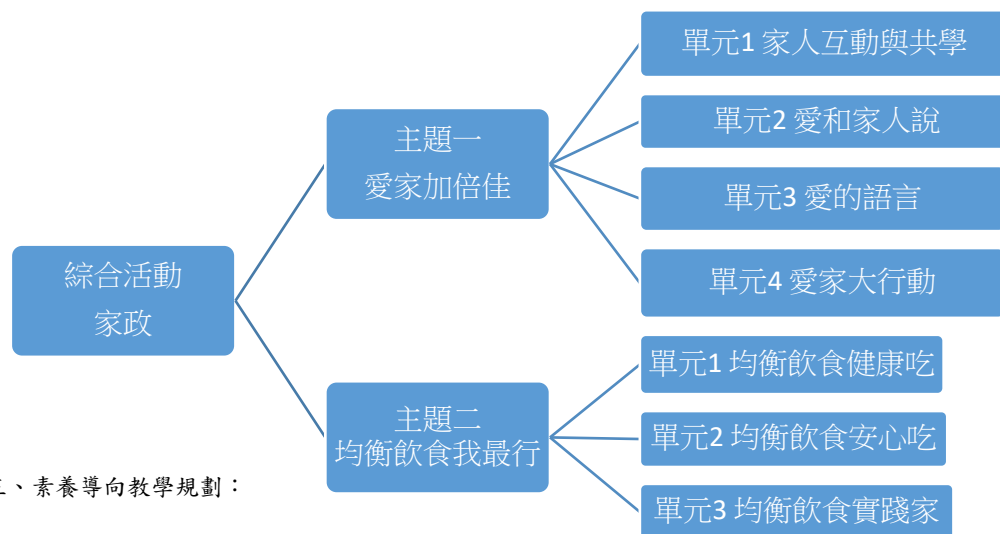 綜合活動
家政
主題一
愛家加倍佳
單元1 家人互動與共學
單元2 愛和家人說
單元3 愛的語言
單元4 愛家大行動
主題二
均衡飲食我最行
單元1 均衡飲食健康吃
單元2 均衡飲食安心吃
單元3 均衡飲食實踐家
、素養導向教學規劃：